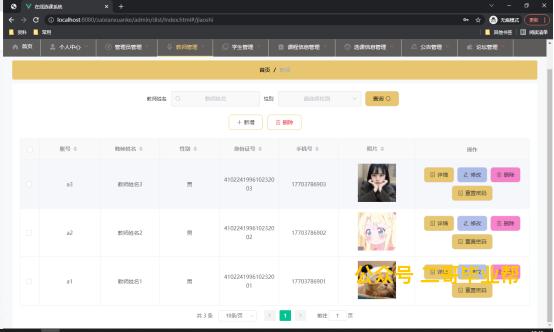 在线选课系统
localhost:8080/zaixianxuanke/admin/dist/index.html#/jiaoshi
无痕模式 更新
资料 常用 其他书签 阅读清单
首页 个人中心 管理员管理 教师管理 学生管理 课程信息管理 选课信息管理 公告管理 论坛管理
首页 / 教师
教师姓名 教师姓名 性别 请选择性别 查询
+ 新增 删除
账号 教师姓名 性别 身份证号 手机号 照片 操作
a3 教师姓名3 男 410224199610232003 17703786903 详情 修改 删除
重置密码
a2 教师姓名2 男 410224199610232002 17703786902 详情 修改 删除
重置密码
a1 教师姓名1 男 410224199610232001 17703786901 详情 修改 删除
重置密码
公众号 二哥毕业帮
共 3 条 10条/页 < 1 > 前往 1 页